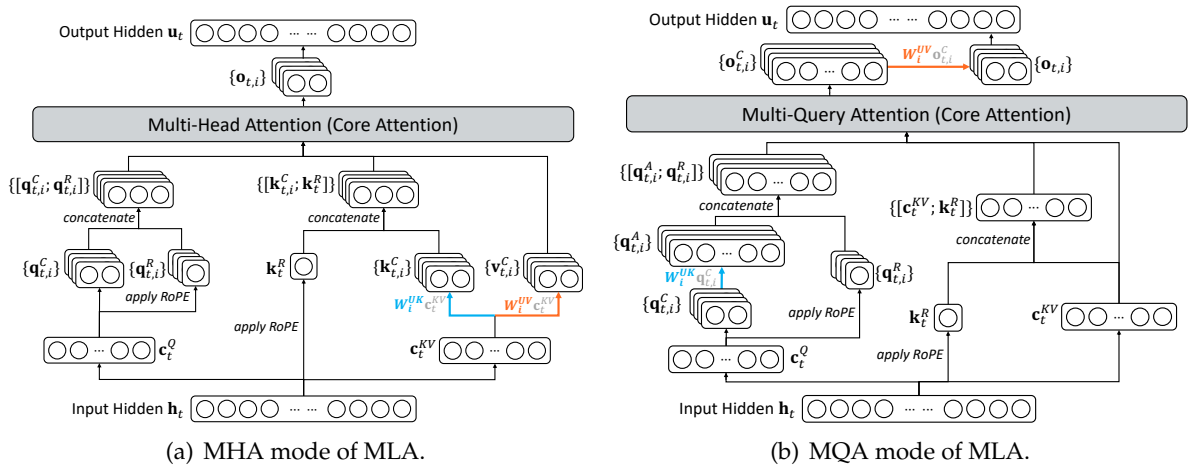 Output Hidden u_t
{o_{t,i}}
Multi-Head Attention (Core Attention)
{[q^C_{t,i}; q^R_{t,i}]}
{[k^C_{t,i}; k^R_t]}
concatenate
concatenate
{q^C_{t,i}}
{q^R_{t,i}}
k^R_t
{k^C_{t,i}}
{v^C_{t,i}}
apply RoPE
W^{UK}_i c^{KV}_t
W^{UV}_i c^{KV}_t
apply RoPE
c^Q_t
c^{KV}_t
Input Hidden h_t
(a) MHA mode of MLA.
Output Hidden u_t
{o^C_{t,i}}
W^{UV}_i o^C_{t,i}
{o_{t,i}}
Multi-Query Attention (Core Attention)
{[q^A_{t,i}; q^R_{t,i}]}
concatenate
{[c^{KV}_t; k^R_t]}
concatenate
{q^A_{t,i}}
W^{UK}_i q^C_{t,i}
{q^R_{t,i}}
{q^C_{t,i}}
apply RoPE
k^R_t
c^{KV}_t
c^Q_t
apply RoPE
Input Hidden h_t
(b) MQA mode of MLA.